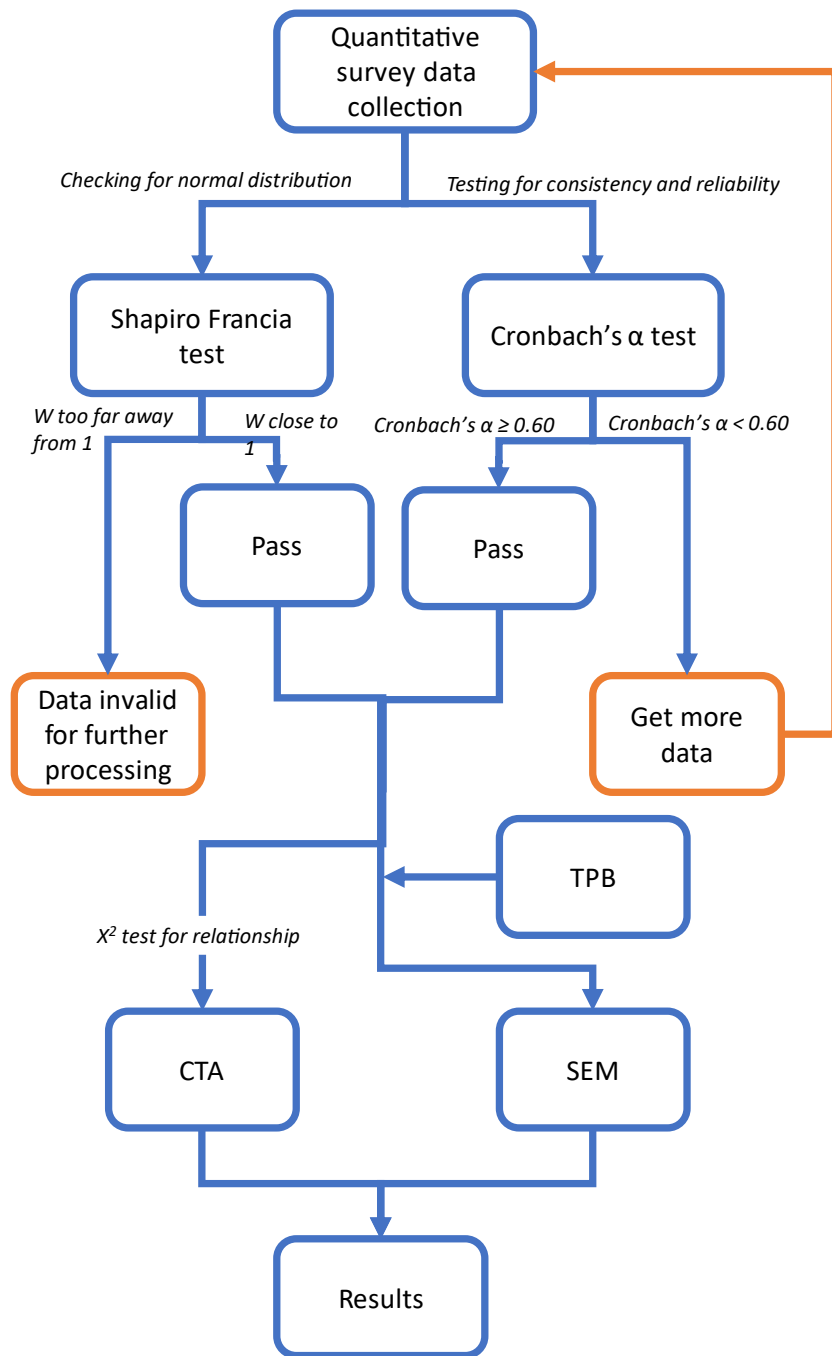 Quantitative
survey data
collection
Checking for normal distribution
Testing for consistency and reliability
Shapiro Francia
test
Cronbach's α test
W too far away
from 1
W close to
1
Cronbach's α ≥ 0.60
Cronbach's α < 0.60
Pass
Pass
Data invalid
for further
processing
Get more
data
TPB
X² test for relationship
CTA
SEM
Results